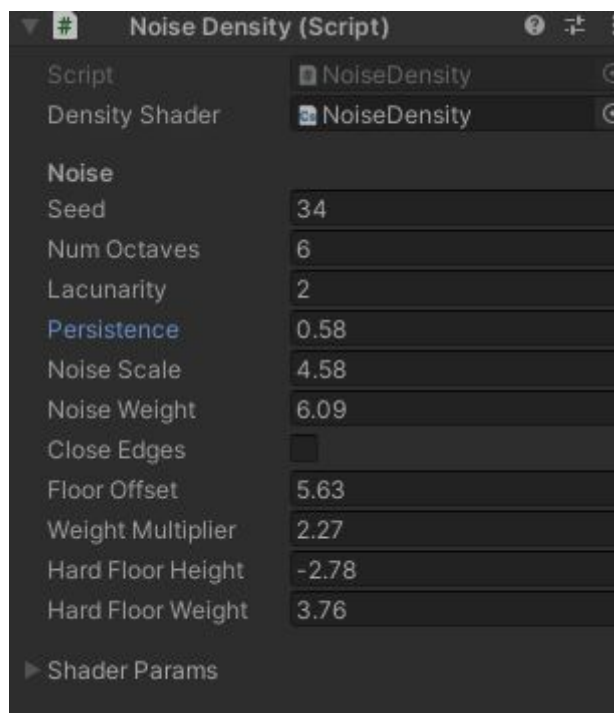 Noise Density (Script)
Script NoiseDensity
Density Shader NoiseDensity
Noise
Seed 34
Num Octaves 6
Lacunarity 2
Persistence 0.58
Noise Scale 4.58
Noise Weight 6.09
Close Edges
Floor Offset 5.63
Weight Multiplier 2.27
Hard Floor Height -2.78
Hard Floor Weight 3.76
Shader Params